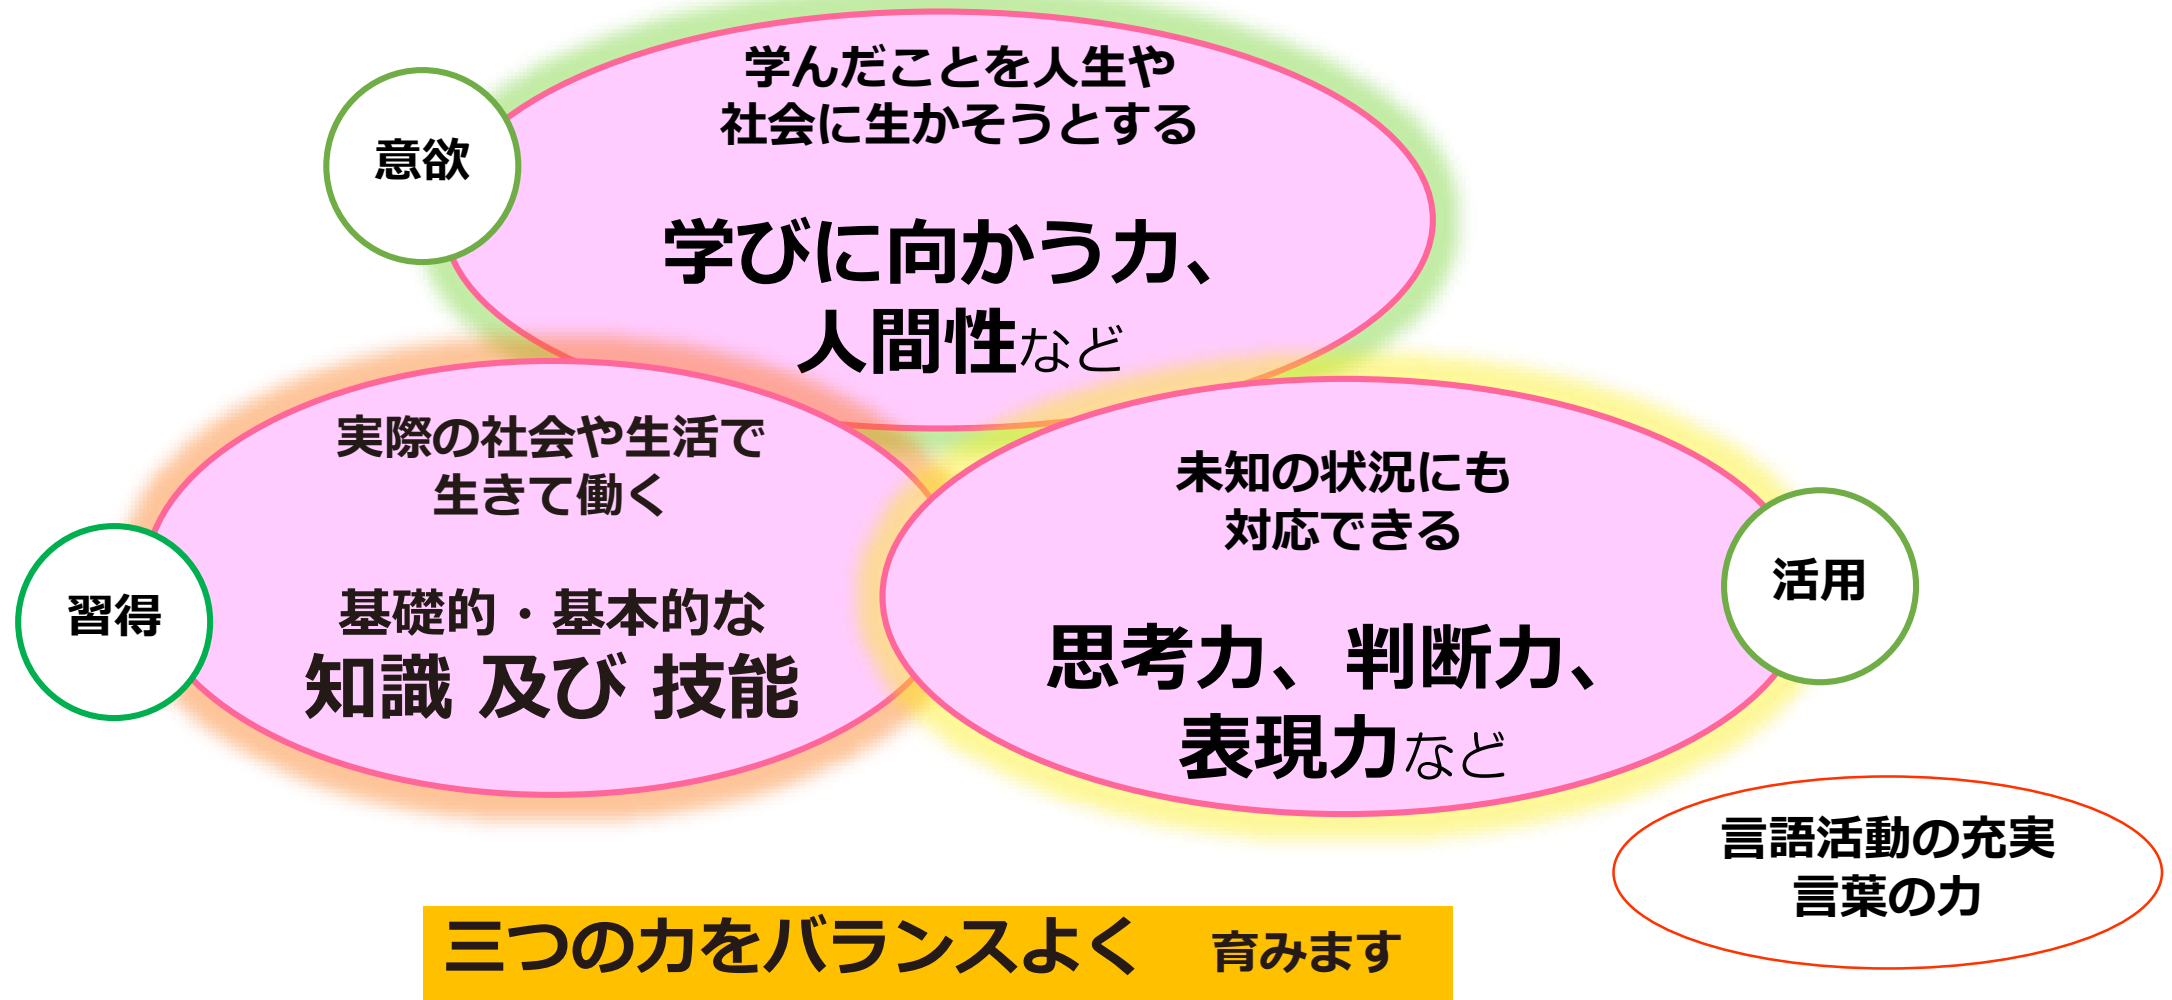 意欲
学んだことを人生や
社会に生かそうとする
学びに向かう力、
人間性など
習得
実際の社会や生活で
生きて働く
基礎的・基本的な
知識 及び 技能
未知の状況にも
対応できる
思考力、判断力、
表現力など
活用
言語活動の充実
言葉の力
三つの力をバランスよく　育みます